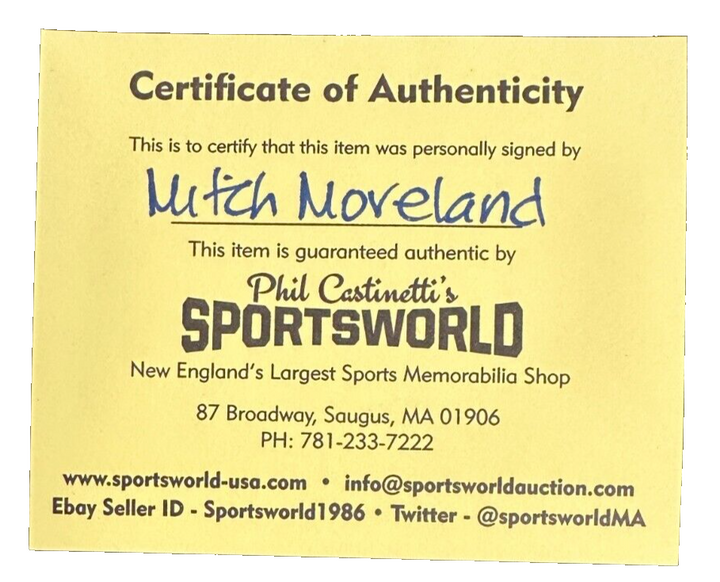 Certificate of Authenticity
This is to certify that this item was personally signed by
Mitch Moreland
This item is guaranteed authentic by
Phil Castinetti's
SPORTSWORLD
New England's Largest Sports Memorabilia Shop
87 Broadway, Saugus, MA 01906
PH: 781-233-7222
www.sportsworld-usa.com • info@sportsworldauction.com
Ebay Seller ID - Sportsworld1986 • Twitter - @sportsworldMA